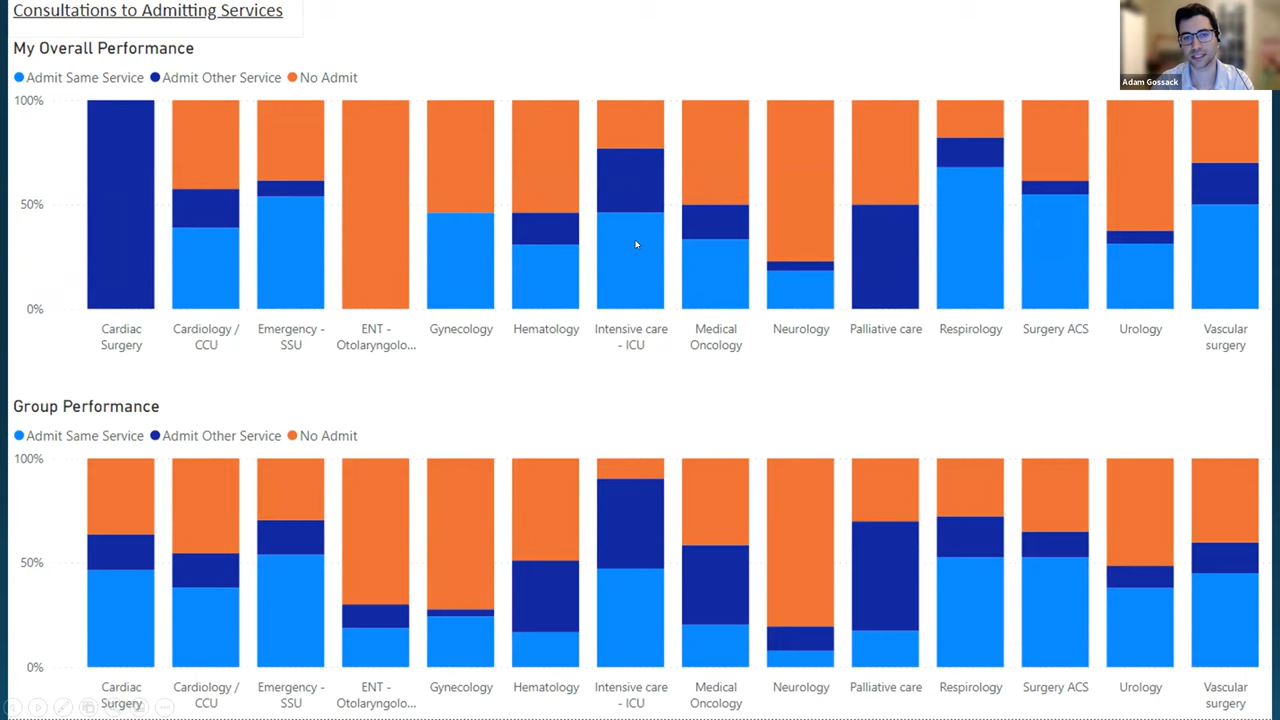 Consultations to Admitting Services
Adam Gossack
My Overall Performance
Admit Same Service Admit Other Service No Admit
100%
50%
0%
Cardiac Surgery
Cardiology / CCU
Emergency - SSU
ENT - Otolaryngolo...
Gynecology
Hematology
Intensive care - ICU
Medical Oncology
Neurology
Palliative care
Respirology
Surgery ACS
Urology
Vascular surgery
Group Performance
Admit Same Service Admit Other Service No Admit
100%
50%
0%
Cardiac Surgery
Cardiology / CCU
Emergency - SSU
ENT - Otolaryngolo...
Gynecology
Hematology
Intensive care - ICU
Medical Oncology
Neurology
Palliative care
Respirology
Surgery ACS
Urology
Vascular surgery